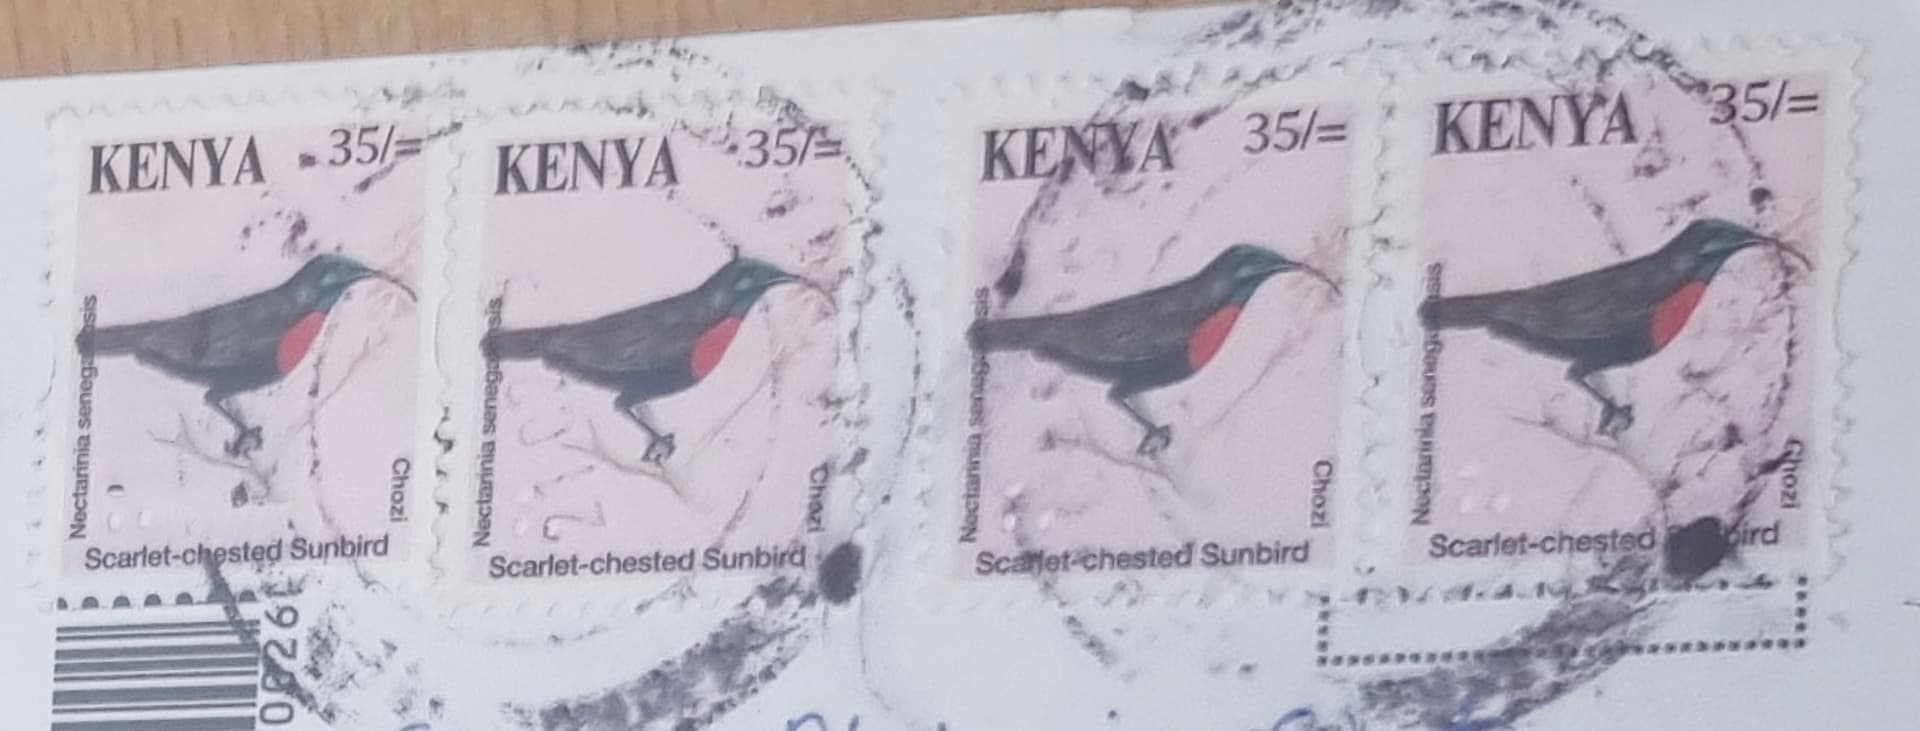 KENYA 35/=
Nectarinia senegalensis
Chozi
Scarlet-chested Sunbird
KENYA 35/=
Nectarinia senegalensis
Chozi
Scarlet-chested Sunbird
KENYA 35/=
Nectarinia senegalensis
Chozi
Scarlet-chested Sunbird
KENYA 35/=
Nectarinia senegalensis
Chozi
Scarlet-chested Sunbird